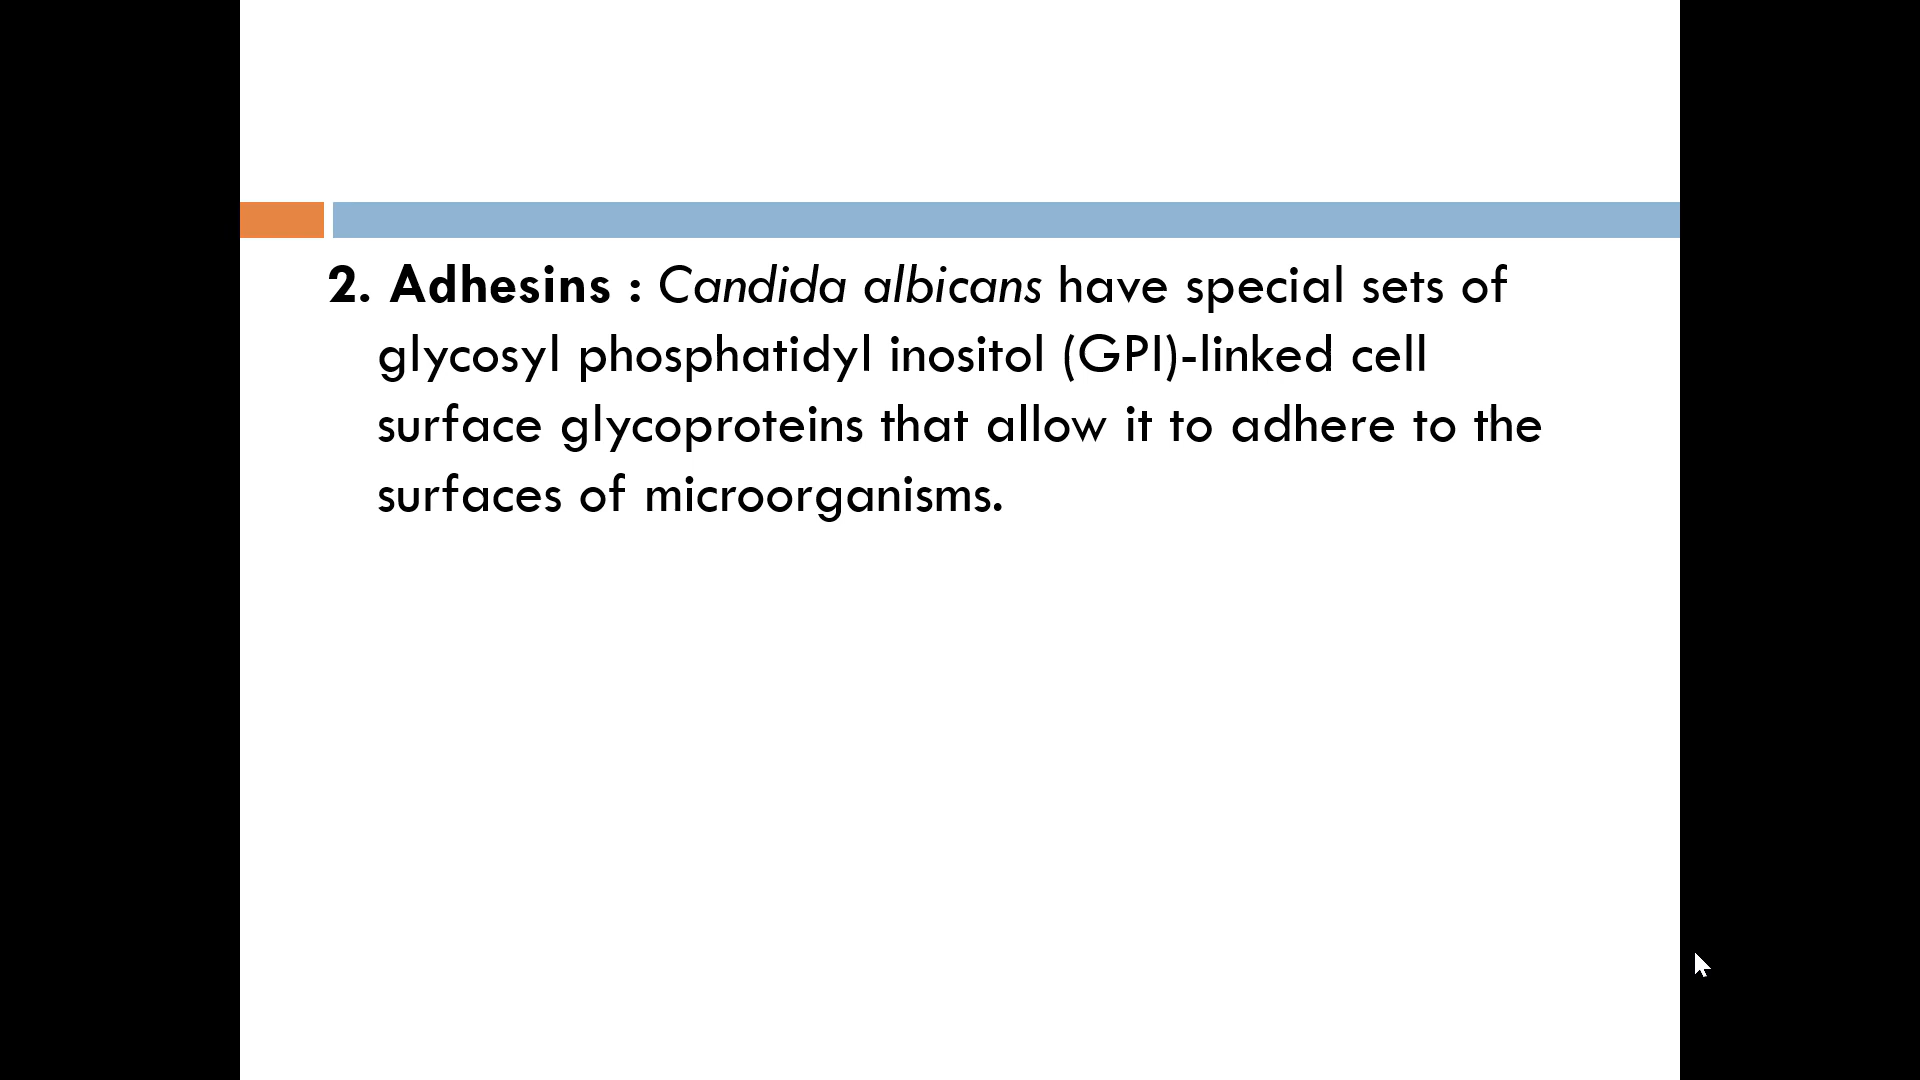 2. Adhesins : Candida albicans have special sets of
glycosyl phosphatidyl inositol (GPI)-linked cell
surface glycoproteins that allow it to adhere to the
surfaces of microorganisms.